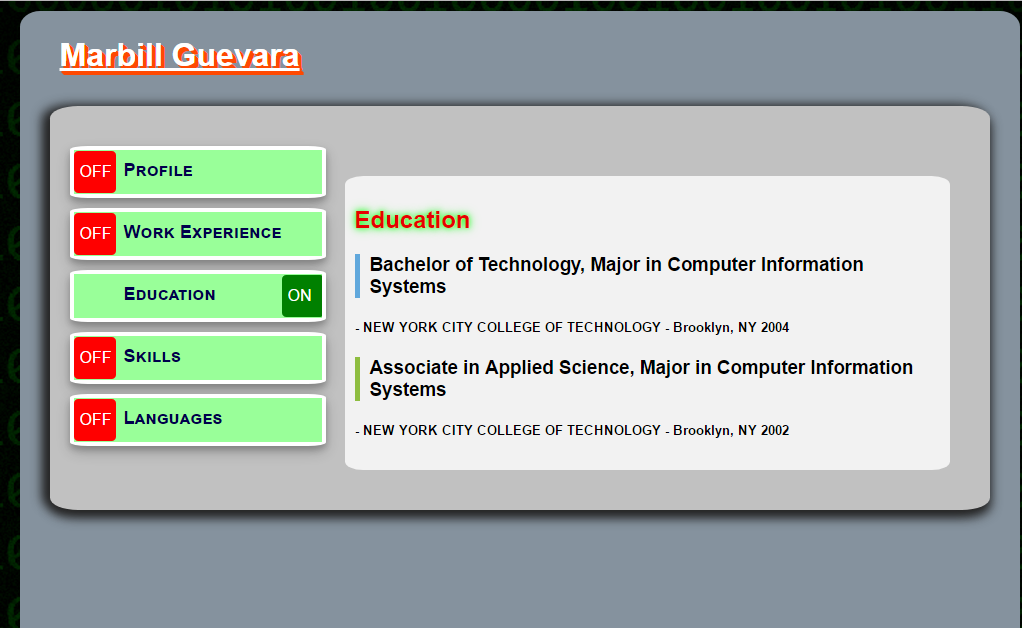 Marbill Guevara
OFF Profile
OFF Work Experience
Education ON
OFF Skills
OFF Languages
Education
Bachelor of Technology, Major in Computer Information
Systems
- NEW YORK CITY COLLEGE OF TECHNOLOGY - Brooklyn, NY 2004
Associate in Applied Science, Major in Computer Information
Systems
- NEW YORK CITY COLLEGE OF TECHNOLOGY - Brooklyn, NY 2002